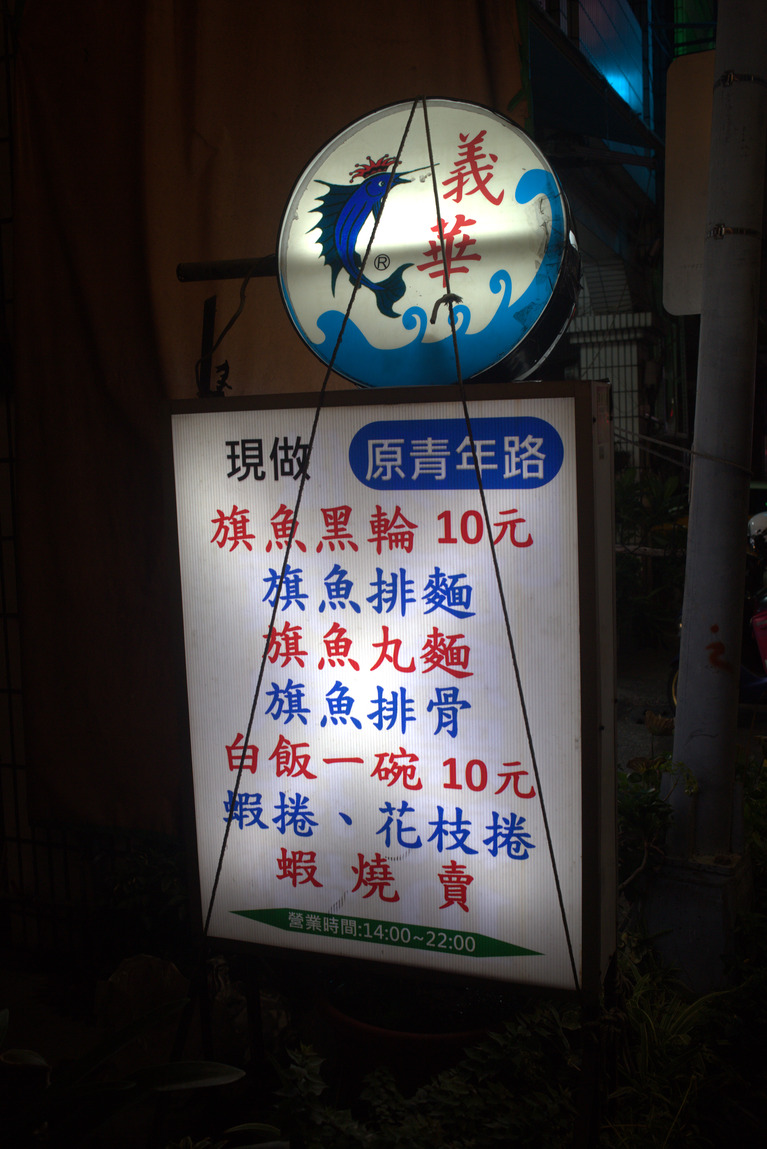 義華
®
現做 原青年路
旗魚黑輪 10元
旗魚排麵
旗魚丸麵
旗魚排骨
白飯一碗 10元
蝦捲、花枝捲
蝦燒賣
營業時間:14:00~22:00